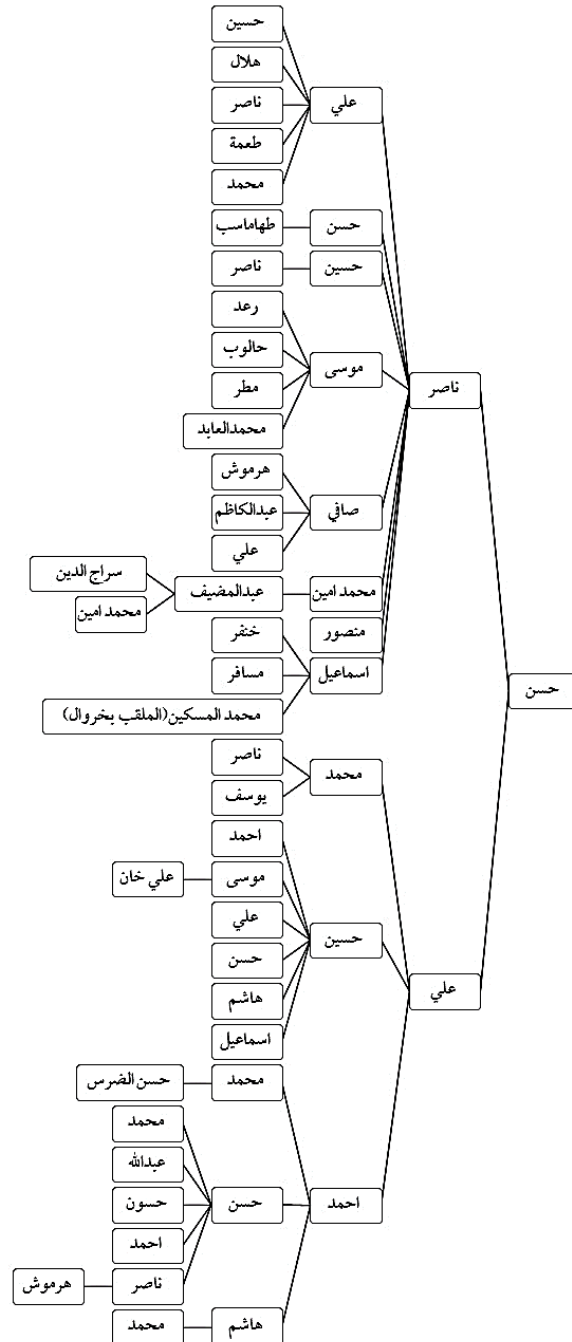 حسين
هلال
علي
ناصر
طعمة
محمد
حسن
طهاماسب
حسين
ناصر
رعد
حالوب
موسى
ناصر
مطر
محمدالعابد
هرموش
صافي
عبدالكاظم
علي
سراج الدين
محمد امين
عبدالمضيف
محمد امين
منصور
خنفر
اسماعيل
مسافر
حسن
محمد المسكين(الملقب بخروال)
ناصر
محمد
يوسف
احمد
موسى
علي خان
علي
حسين
حسن
هاشم
علي
اسماعيل
محمد
حسن الضرس
محمد
عبدالله
احمد
حسن
حسون
احمد
ناصر
هرموش
هاشم
محمد